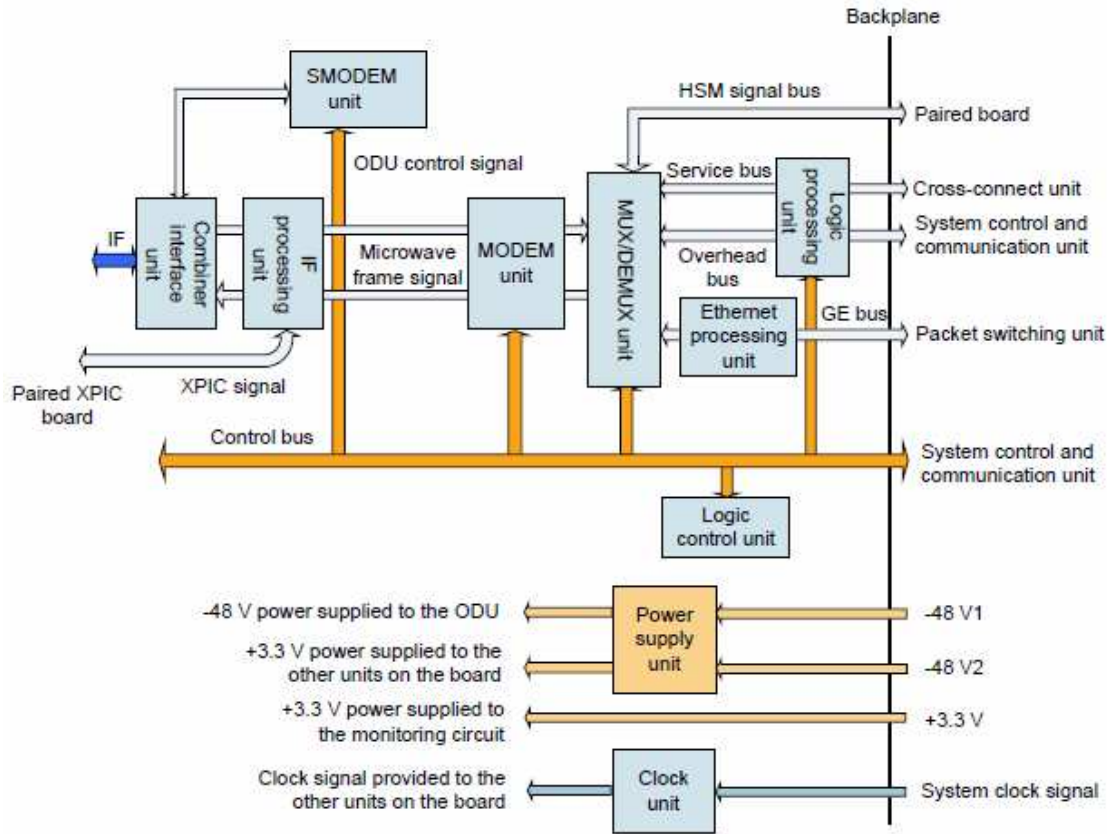 Backplane
SMODEM
unit
HSM signal bus
Paired board
ODU control signal
Service bus
Logic
processing
unit
Cross-connect unit
IF
Combiner
interface
unit
IF
processing
unit
Microwave
frame signal
MODEM
unit
MUX/DEMUX unit
Overhead
bus
System control and
communication unit
Ethernet
processing
unit
GE bus
Packet switching unit
XPIC signal
Paired XPIC
board
Control bus
System control and
communication unit
Logic
control unit
-48 V power supplied to the ODU
Power
supply
unit
-48 V1
+3.3 V power supplied to the
other units on the board
-48 V2
+3.3 V power supplied to
the monitoring circuit
+3.3 V
Clock signal provided to the
other units on the board
Clock
unit
System clock signal